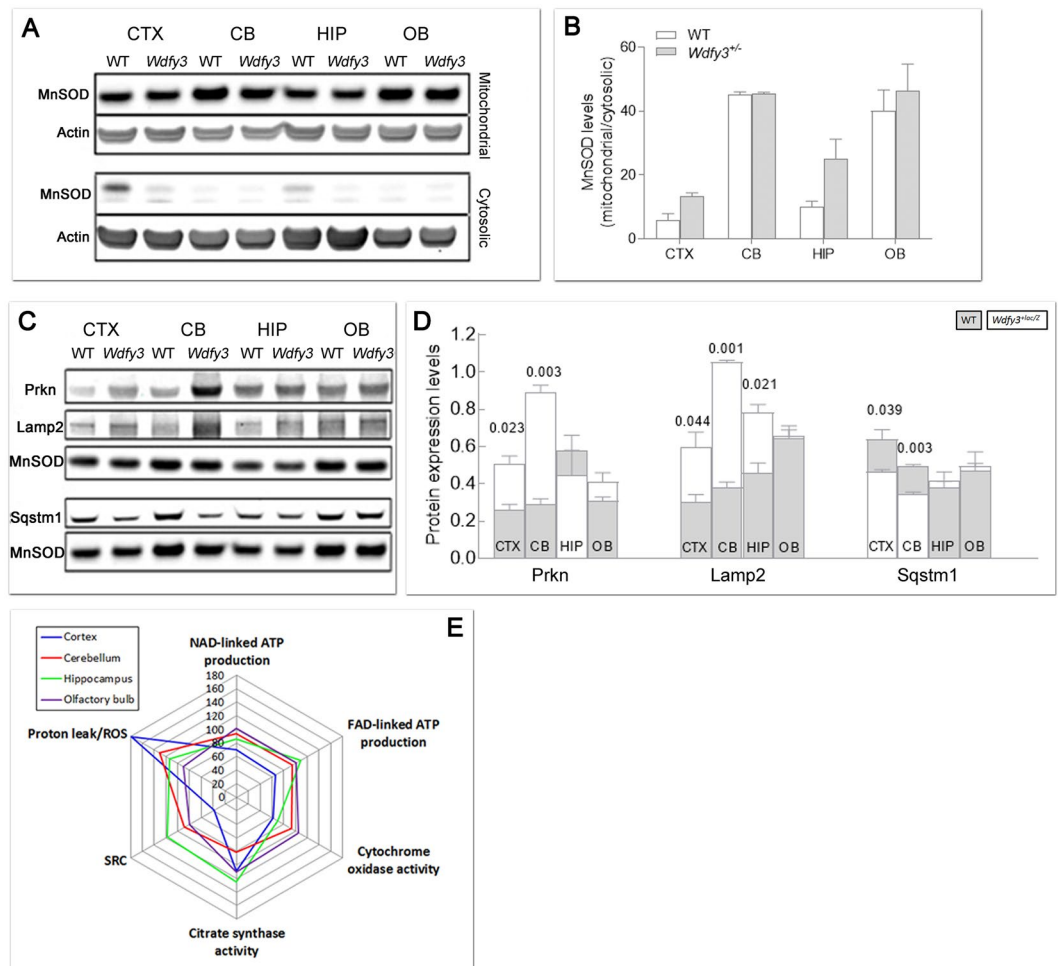 A
CTX CB HIP OB
WT Wdfy3 WT Wdfy3 WT Wdfy3 WT Wdfy3
MnSOD
Actin
Mitochondrial
MnSOD
Actin
Cytosolic
B
WT
Wdfy3+/-
MnSOD levels
(mitochondrial/cytosolic)
60
40
20
0
CTX CB HIP OB
C
CTX CB HIP OB
WT Wdfy3 WT Wdfy3 WT Wdfy3 WT Wdfy3
Prkn
Lamp2
MnSOD
Sqstm1
MnSOD
D
WT Wdfy3+lac/Z
Protein expression levels
1.2
1.0
0.8
0.6
0.4
0.2
0.0
0.023 0.003
0.044 0.001 0.021
0.039 0.003
CTX CB HIP OB
CTX CB HIP OB
CTX CB HIP OB
Prkn Lamp2 Sqstm1
E
Cortex
Cerebellum
Hippocampus
Olfactory bulb
NAD-linked ATP
production
180
160
140
120
100
80
60
40
20
0
FAD-linked ATP
production
Cytochrome
oxidase activity
Citrate synthase
activity
SRC
Proton leak/ROS